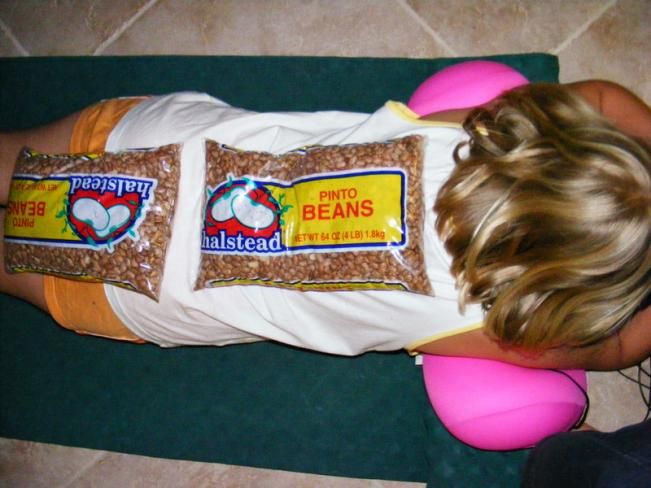 PINTO
BEANS
halstead
NET WT 64 OZ (4 LB) 1.8kg
halstead
PINTO
BEANS